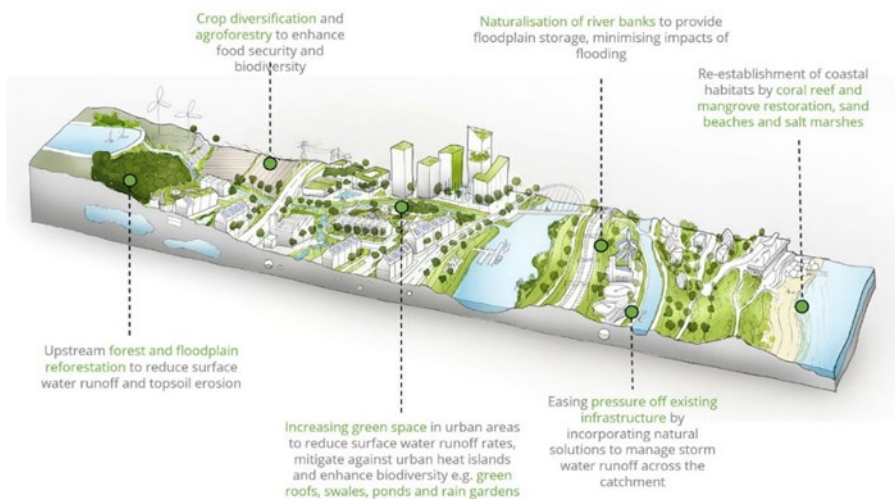 Crop diversification and
agroforestry to enhance
food security and
biodiversity
Naturalisation of river banks to provide
floodplain storage, minimising impacts of
flooding
Re-establishment of coastal
habitats by coral reef and
mangrove restoration, sand
beaches and salt marshes
Upstream forest and floodplain
reforestation to reduce surface
water runoff and topsoil erosion
Increasing green space in urban areas
to reduce surface water runoff rates,
mitigate against urban heat islands
and enhance biodiversity e.g. green
roofs, swales, ponds and rain gardens
Easing pressure off existing
infrastructure by
incorporating natural
solutions to manage storm
water runoff across the
catchment